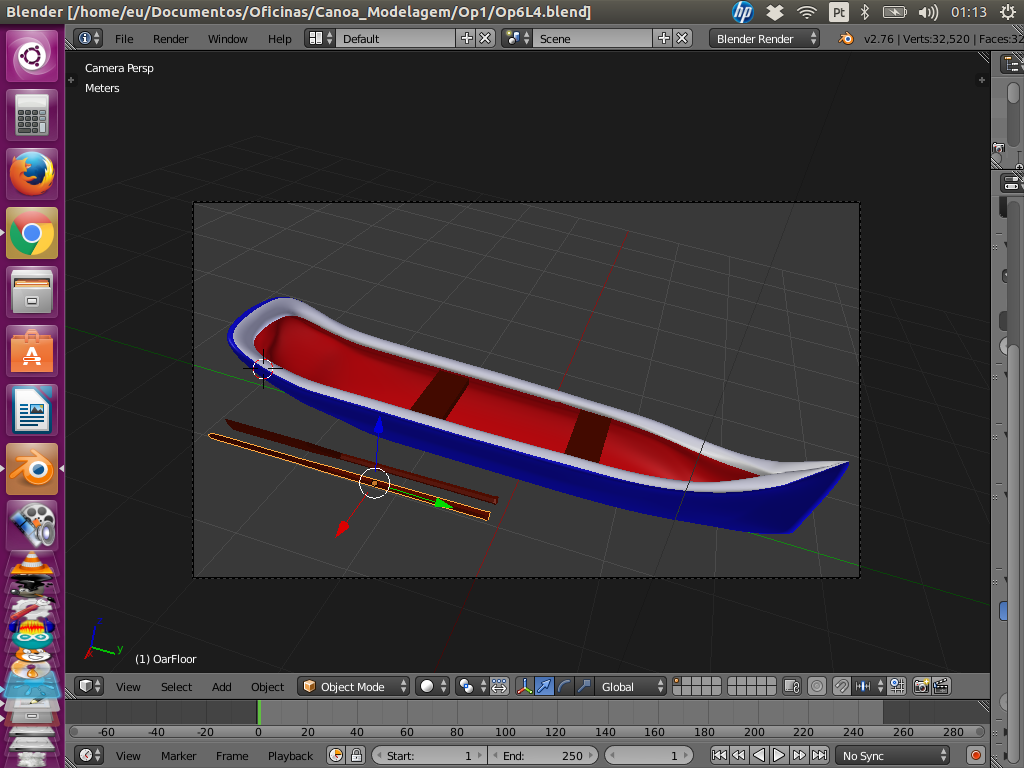 Blender [/home/eu/Documentos/Oficinas/Canoa_Modelagem/Op1/Op6L4.blend]
hp Pt 01:13
File Render Window Help Default Scene Blender Render v2.76 | Verts:32,520 | Faces:32
Camera Persp
Meters
z
y
(1) OarFloor
View Select Add Object Object Mode Global
-60 -40 -20 0 20 40 60 80 100 120 140 160 180 200 220 240 260 280
View Marker Frame Playback Start: 1 End: 250 1 No Sync